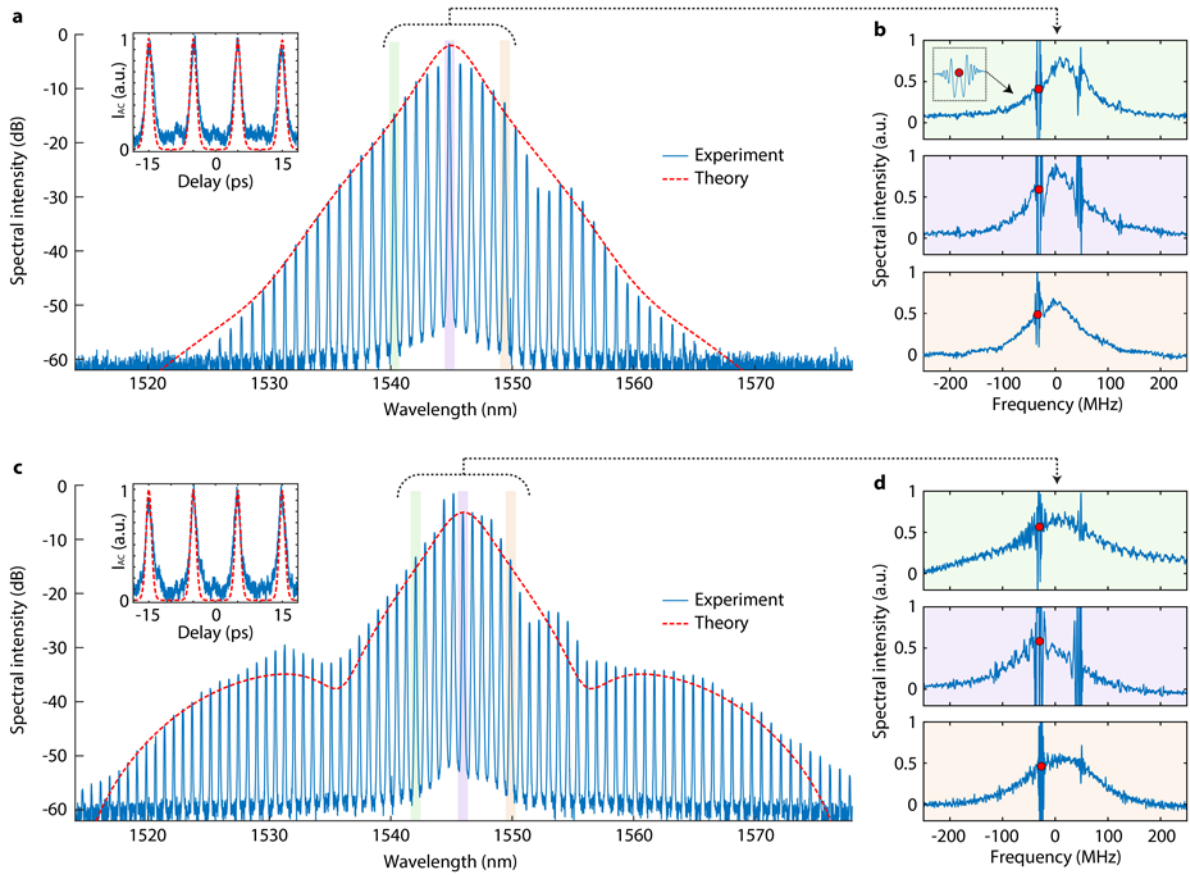 a
0
-10
-20
-30
-40
-50
-60
Spectral intensity (dB)
1520 1530 1540 1550 1560 1570
Wavelength (nm)
1
0
I_AC (a.u.)
-15 0 15
Delay (ps)
Experiment
Theory
b
1
0.5
0
1
0.5
0
1
0.5
0
Spectral intensity (a.u.)
-200 -100 0 100 200
Frequency (MHz)
c
0
-10
-20
-30
-40
-50
-60
Spectral intensity (dB)
1520 1530 1540 1550 1560 1570
Wavelength (nm)
1
0
I_AC (a.u.)
-15 0 15
Delay (ps)
Experiment
Theory
d
1
0.5
0
1
0.5
0
1
0.5
0
Spectral intensity (a.u.)
-200 -100 0 100 200
Frequency (MHz)